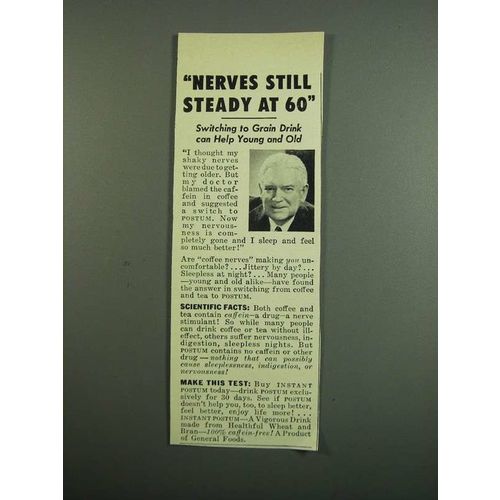 "NERVES STILL
STEADY AT 60"
Switching to Grain Drink
can Help Young and Old
"I thought my
shaky nerves
were due to get-
ting older. But
my doctor
blamed the caf-
fein in coffee
and suggested
a switch to
POSTUM. Now
my nervous-
ness is com-
pletely gone and I sleep and feel
so much better!"
Are "coffee nerves" making you un-
comfortable?...Jittery by day?...
Sleepless at night?... Many people
—young and old alike—have found
the answer in switching from coffee
and tea to POSTUM.
SCIENTIFIC FACTS: Both coffee and
tea contain caffein—a drug—a nerve
stimulant! So while many people
can drink coffee or tea without ill-
effect, others suffer nervousness, in-
digestion, sleepless nights. But
POSTUM contains no caffein or other
drug—nothing that can possibly
cause sleeplessness, indigestion, or
nervousness!
MAKE THIS TEST: Buy INSTANT
POSTUM today—drink POSTUM exclu-
sively for 30 days. See if POSTUM
doesn't help you, too, to sleep better,
feel better, enjoy life more!...
INSTANT POSTUM—A Vigorous Drink
made from Healthful Wheat and
Bran—100% caffein-free! A Product
of General Foods.